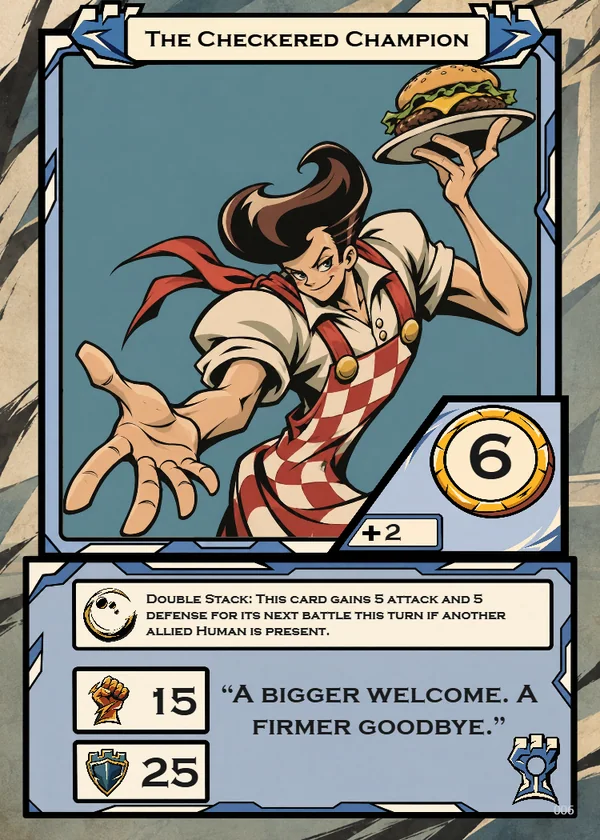 The Checkered Champion
6
+2
Double Stack: This card gains 5 attack and 5
defense for its next battle this turn if another
allied Human is present.
15
“A bigger welcome. A
firmer goodbye.”
25
006